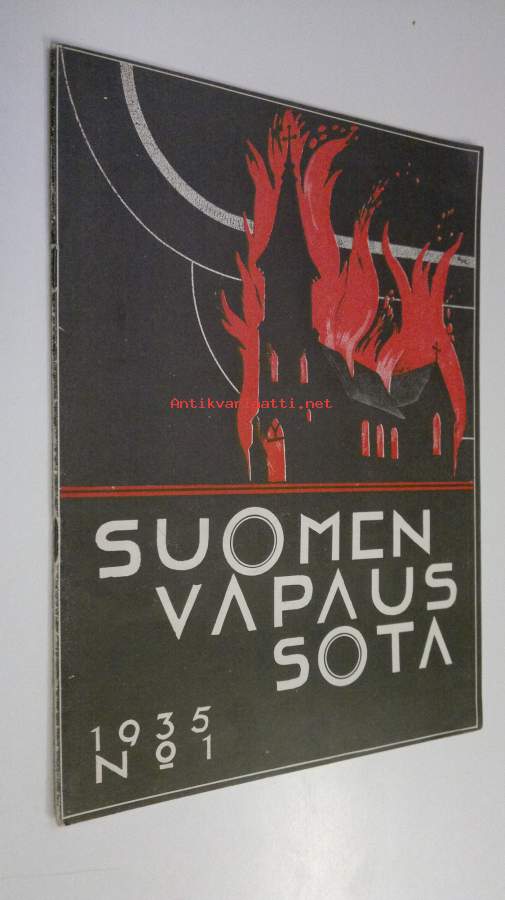 Antikvariaatti.net
SUOMEN
VAPAUS
SOTA
1935
No 1